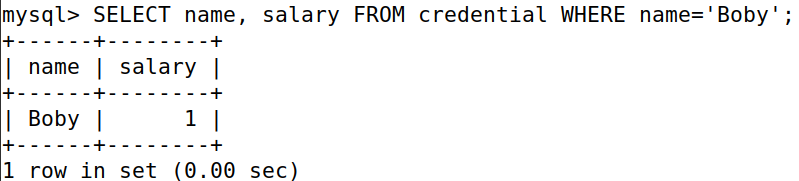 mysql> SELECT name, salary FROM credential WHERE name='Boby';
+------+--------+
| name | salary |
+------+--------+
| Boby |      1 |
+------+--------+
1 row in set (0.00 sec)